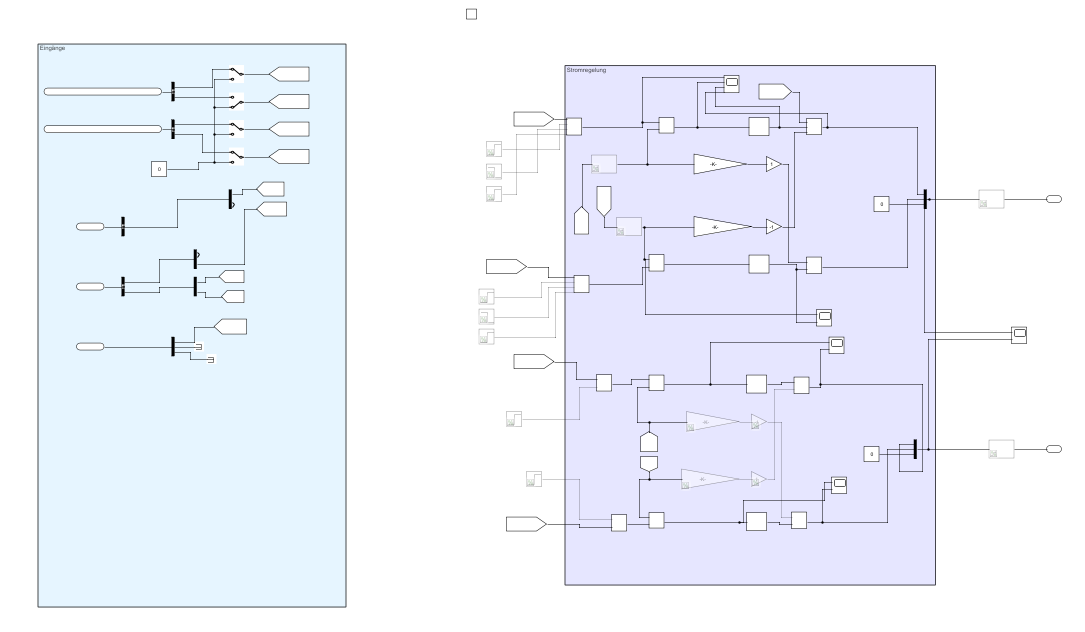 Eingänge
Stromregelung
0
-K-
1
0
-K-
-1
-K-
0
-K-